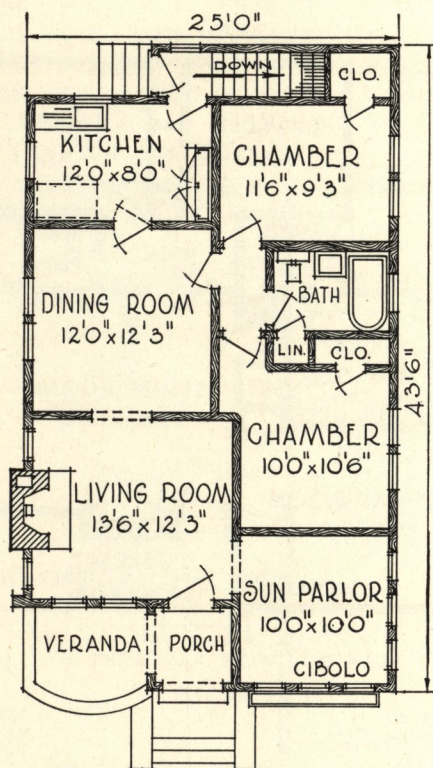 25'0"
DOWN
CLO.
KITCHEN
12'0"x8'0"
CHAMBER
11'6"x9'3"
DINING ROOM
12'0"x12'3"
BATH
LIN.
CLO.
43'6"
CHAMBER
10'0"x10'6"
LIVING ROOM
13'6"x12'3"
SUN PARLOR
10'0"x10'0"
VERANDA
PORCH
CIBOLO